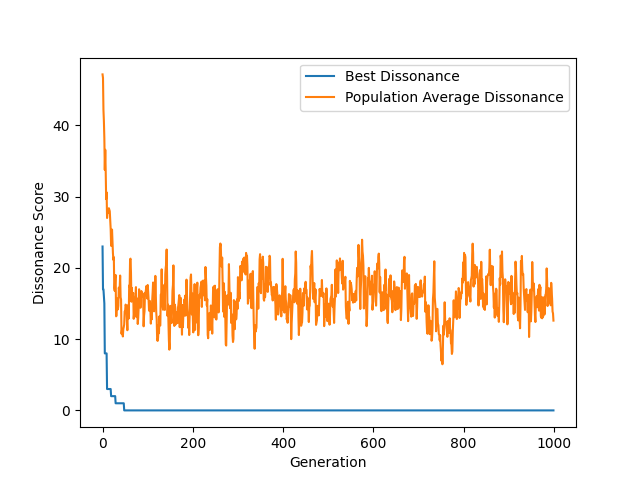 Best Dissonance
Population Average Dissonance
Dissonance Score
40
30
20
10
0
0 200 400 600 800 1000
Generation